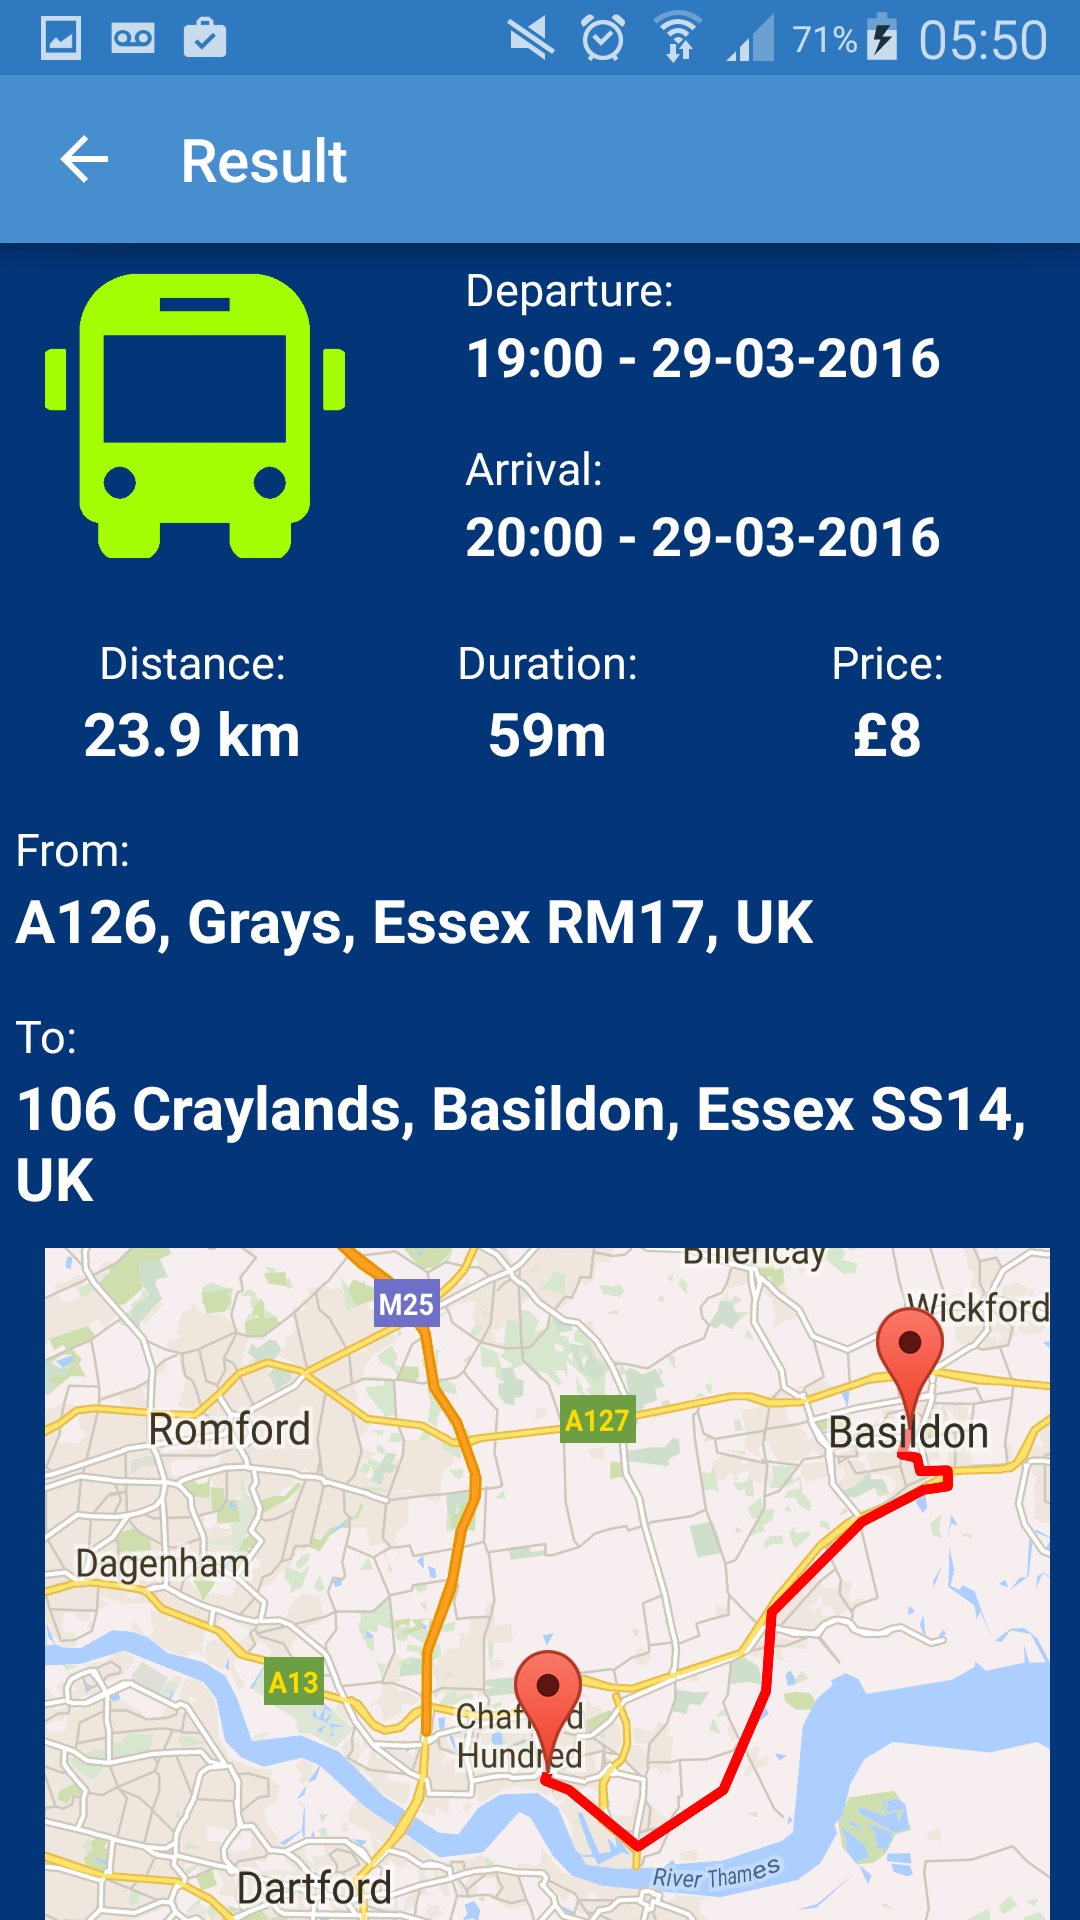 71% 05:50
Result
Departure:
19:00 - 29-03-2016
Arrival:
20:00 - 29-03-2016
Distance: Duration: Price:
23.9 km 59m £8
From:
A126, Grays, Essex RM17, UK
To:
106 Craylands, Basildon, Essex SS14,
UK
Billericay
M25
Wickford
A127
Romford
Basildon
Dagenham
A13
Hundred
River Thames
Dartford